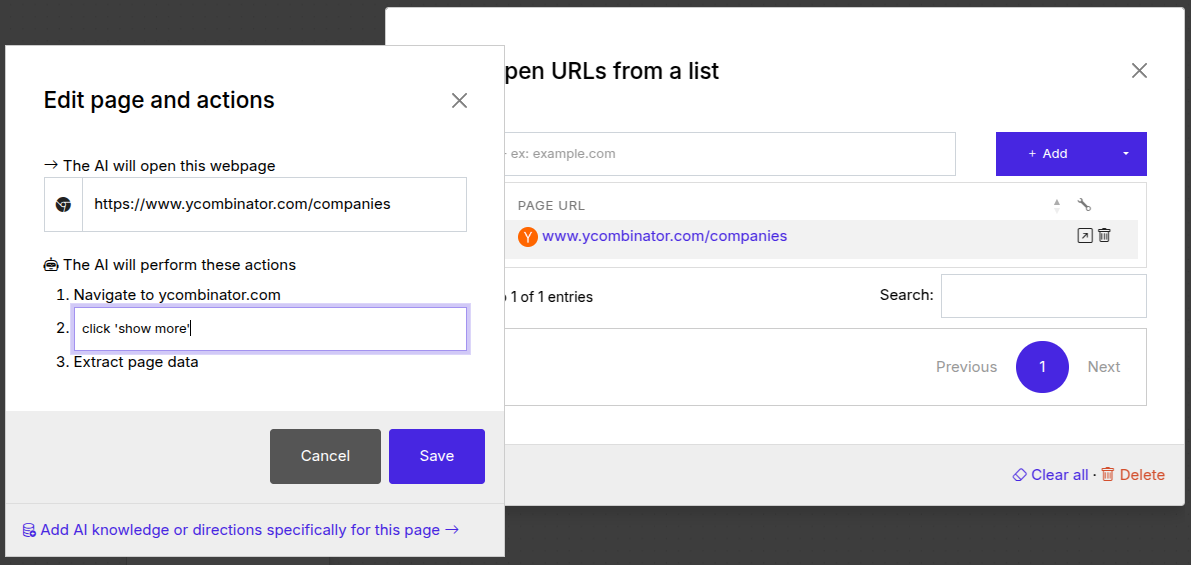 Edit page and actions
→ The AI will open this webpage
https://www.ycombinator.com/companies
The AI will perform these actions
1. Navigate to ycombinator.com
2. click 'show more'
3. Extract page data
Cancel
Save
Add AI knowledge or directions specifically for this page →
pen URLs from a list
ex: example.com
+ Add
PAGE URL
Y www.ycombinator.com/companies
1 of 1 entries
Search:
Previous 1 Next
Clear all · Delete